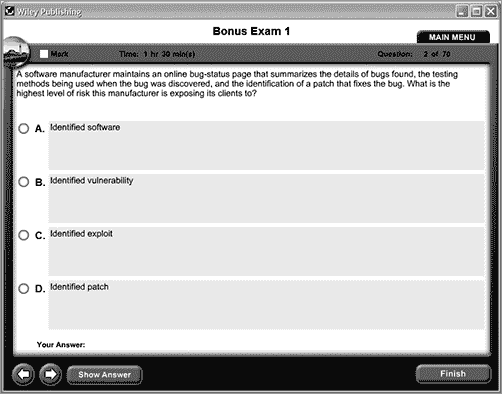 Wiley Publishing
Bonus Exam 1
MAIN MENU
Mark Time: 1 hr 30 min(s) Question: 2 of 70
A software manufacturer maintains an online bug-status page that summarizes the details of bugs found, the testing
methods being used when the bug was discovered, and the identification of a patch that fixes the bug. What is the
highest level of risk this manufacturer is exposing its clients to?
A. Identified software
B. Identified vulnerability
C. Identified exploit
D. Identified patch
Your Answer:
Show Answer
Finish